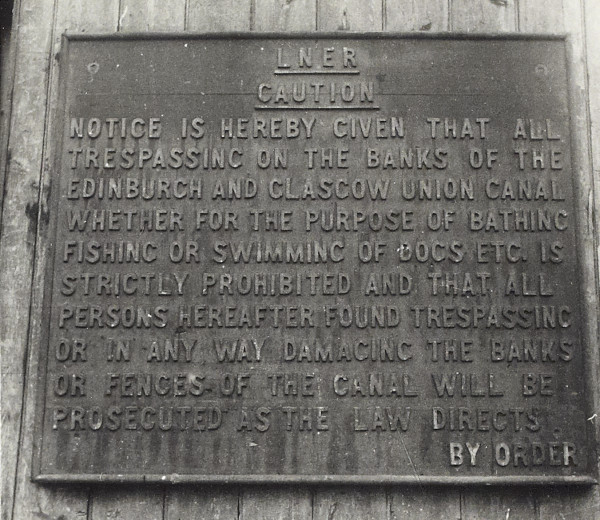 LNER
CAUTION
NOTICE IS HEREBY GIVEN THAT ALL
TRESPASSING ON THE BANKS OF THE
EDINBURGH AND GLASGOW UNION CANAL
WHETHER FOR THE PURPOSE OF BATHING
FISHING OR SWIMMING OF DOGS ETC. IS
STRICTLY PROHIBITED AND THAT ALL
PERSONS HEREAFTER FOUND TRESPASSING
OR IN ANY WAY DAMAGING THE BANKS
OR FENCES OF THE CANAL WILL BE
PROSECUTED AS THE LAW DIRECTS.
BY ORDER